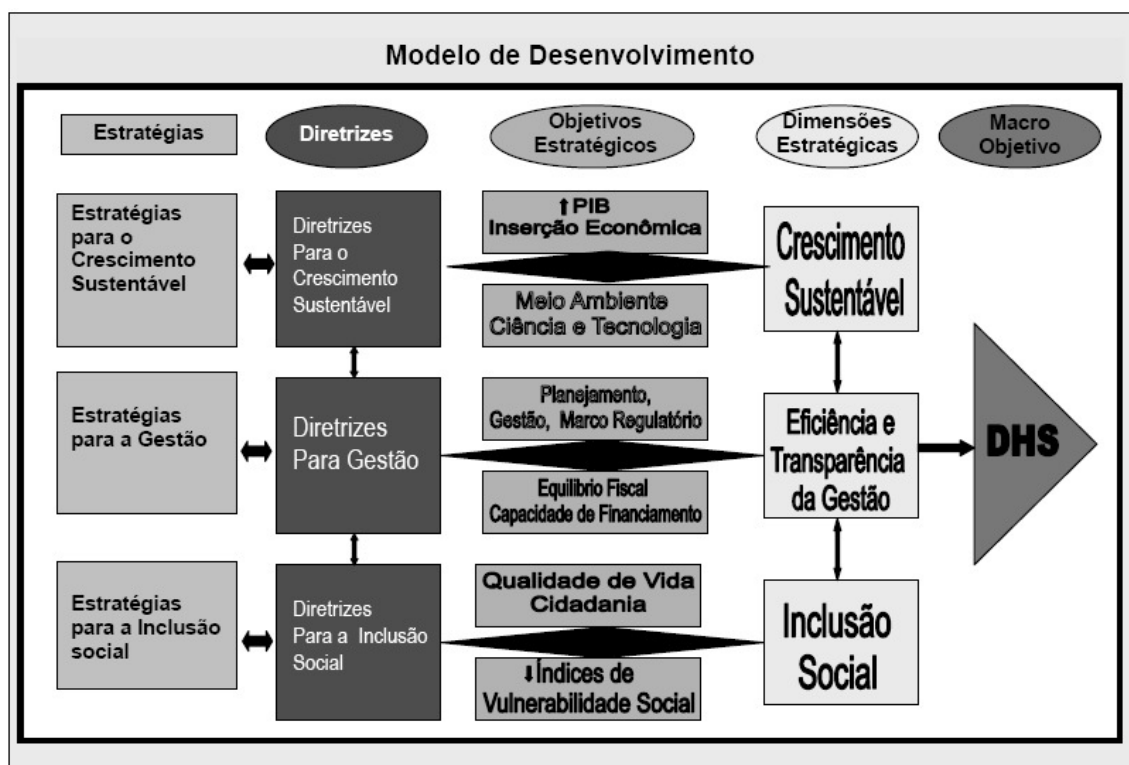 Modelo de Desenvolvimento
Estratégias
Diretrizes
Objetivos
Estratégicos
Dimensões
Estratégicas
Macro
Objetivo
Estratégias
para o
Crescimento
Sustentável
Diretrizes
Para o
Crescimento
Sustentável
↑PIB
Inserção Econômica
Meio Ambiente
Ciência e Tecnologia
Crescimento
Sustentável
Estratégias
para a Gestão
Diretrizes
Para Gestão
Planejamento,
Gestão, Marco Regulatório
Equilibrio Fiscal
Capacidade de Financiamento
Eficiência e
Transparência
da Gestão
DHS
Estratégias
para a Inclusão
social
Diretrizes
Para a Inclusão
Social
Qualidade de Vida
Cidadania
↓Índices de
Vulnerabilidade Social
Inclusão
Social